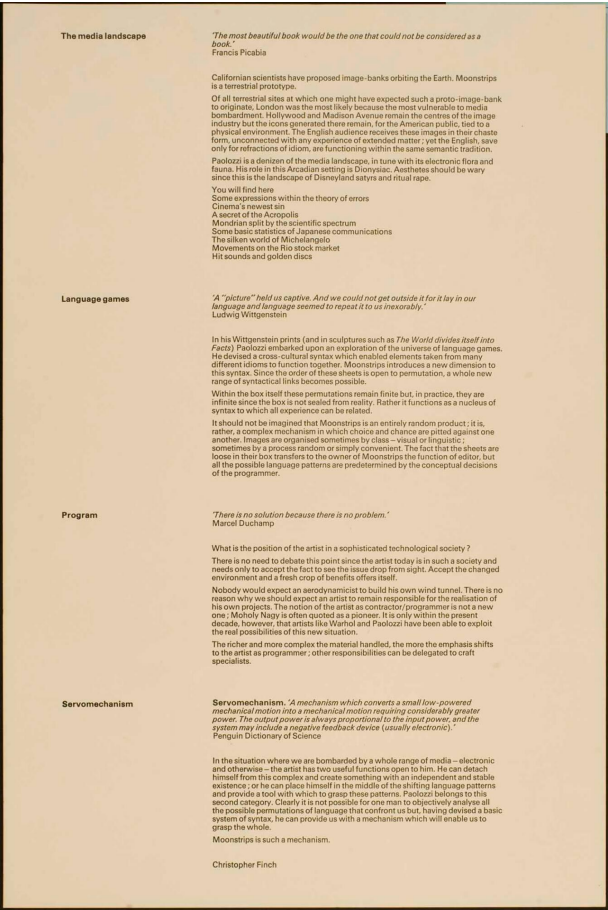 The media landscape
'The most beautiful book would be the one that could not be considered as a
book.'
Francis Picabia
Californian scientists have proposed image-banks orbiting the Earth. Moonstrips
is a terrestrial prototype.
Of all terrestrial sites at which one might have expected such a proto-image-bank
to originate, London was the most likely because the most vulnerable to media
bombardment. Hollywood and Madison Avenue remain the centres of the image
industry but the icons generated there remain, for the American public, tied to a
physical environment. The English audience receives these images in their chaste
form, unconnected with any experience of extended matter ; yet the English, save
only for refractions of idiom, are functioning within the same semantic tradition.
Paolozzi is a denizen of the media landscape, in tune with its electronic flora and
fauna. His role in this Arcadian setting is Dionysiac. Aesthetes should be wary
since this is the landscape of Disneyland satyrs and ritual rape.
You will find here
Some expressions within the theory of errors
Cinema's newest sin
A secret of the Acropolis
Mondrian split by the scientific spectrum
Some basic statistics of Japanese communications
The silken world of Michelangelo
Movements on the Rio stock market
Hit sounds and golden discs
Language games
'A "picture" held us captive. And we could not get outside it for it lay in our
language and language seemed to repeat it to us inexorably.'
Ludwig Wittgenstein
In his Wittgenstein prints (and in sculptures such as The World divides itself into
Facts) Paolozzi embarked upon an exploration of the universe of language games.
He devised a cross-cultural syntax which enabled elements taken from many
different idioms to function together. Moonstrips introduces a new dimension to
this syntax. Since the order of these sheets is open to permutation, a whole new
range of syntactical links becomes possible.
Within the box itself these permutations remain finite but, in practice, they are
infinite since the box is not sealed from reality. Rather it functions as a nucleus of
syntax to which all experience can be related.
It should not be imagined that Moonstrips is an entirely random product ; it is,
rather, a complex mechanism in which choice and chance are pitted against one
another. Images are organised sometimes by class – visual or linguistic ;
sometimes by a process random or simply convenient. The fact that the sheets are
loose in their box transfers to the owner of Moonstrips the function of editor, but
all the possible language patterns are predetermined by the conceptual decisions
of the programmer.
Program
'There is no solution because there is no problem.'
Marcel Duchamp
What is the position of the artist in a sophisticated technological society ?
There is no need to debate this point since the artist today is in such a society and
needs only to accept the fact to see the issue drop from sight. Accept the changed
environment and a fresh crop of benefits offers itself.
Nobody would expect an aerodynamicist to build his own wind tunnel. There is no
reason why we should expect an artist to remain responsible for the realisation of
his own projects. The notion of the artist as contractor/programmer is not a new
one ; Moholy Nagy is often quoted as a pioneer. It is only within the present
decade, however, that artists like Warhol and Paolozzi have been able to exploit
the real possibilities of this new situation.
The richer and more complex the material handled, the more the emphasis shifts
to the artist as programmer ; other responsibilities can be delegated to craft
specialists.
Servomechanism
Servomechanism. 'A mechanism which converts a small low-powered
mechanical motion into a mechanical motion requiring considerably greater
power. The output power is always proportional to the input power, and the
system may include a negative feedback device (usually electronic).'
Penguin Dictionary of Science
In the situation where we are bombarded by a whole range of media – electronic
and otherwise – the artist has two useful functions open to him. He can detach
himself from this complex and create something with an independent and stable
existence ; or he can place himself in the middle of the shifting language patterns
and provide a tool with which to grasp these patterns. Paolozzi belongs to this
second category. Clearly it is not possible for one man to objectively analyse all
the possible permutations of language that confront us but, having devised a basic
system of syntax, he can provide us with a mechanism which will enable us to
grasp the whole.
Moonstrips is such a mechanism.
Christopher Finch